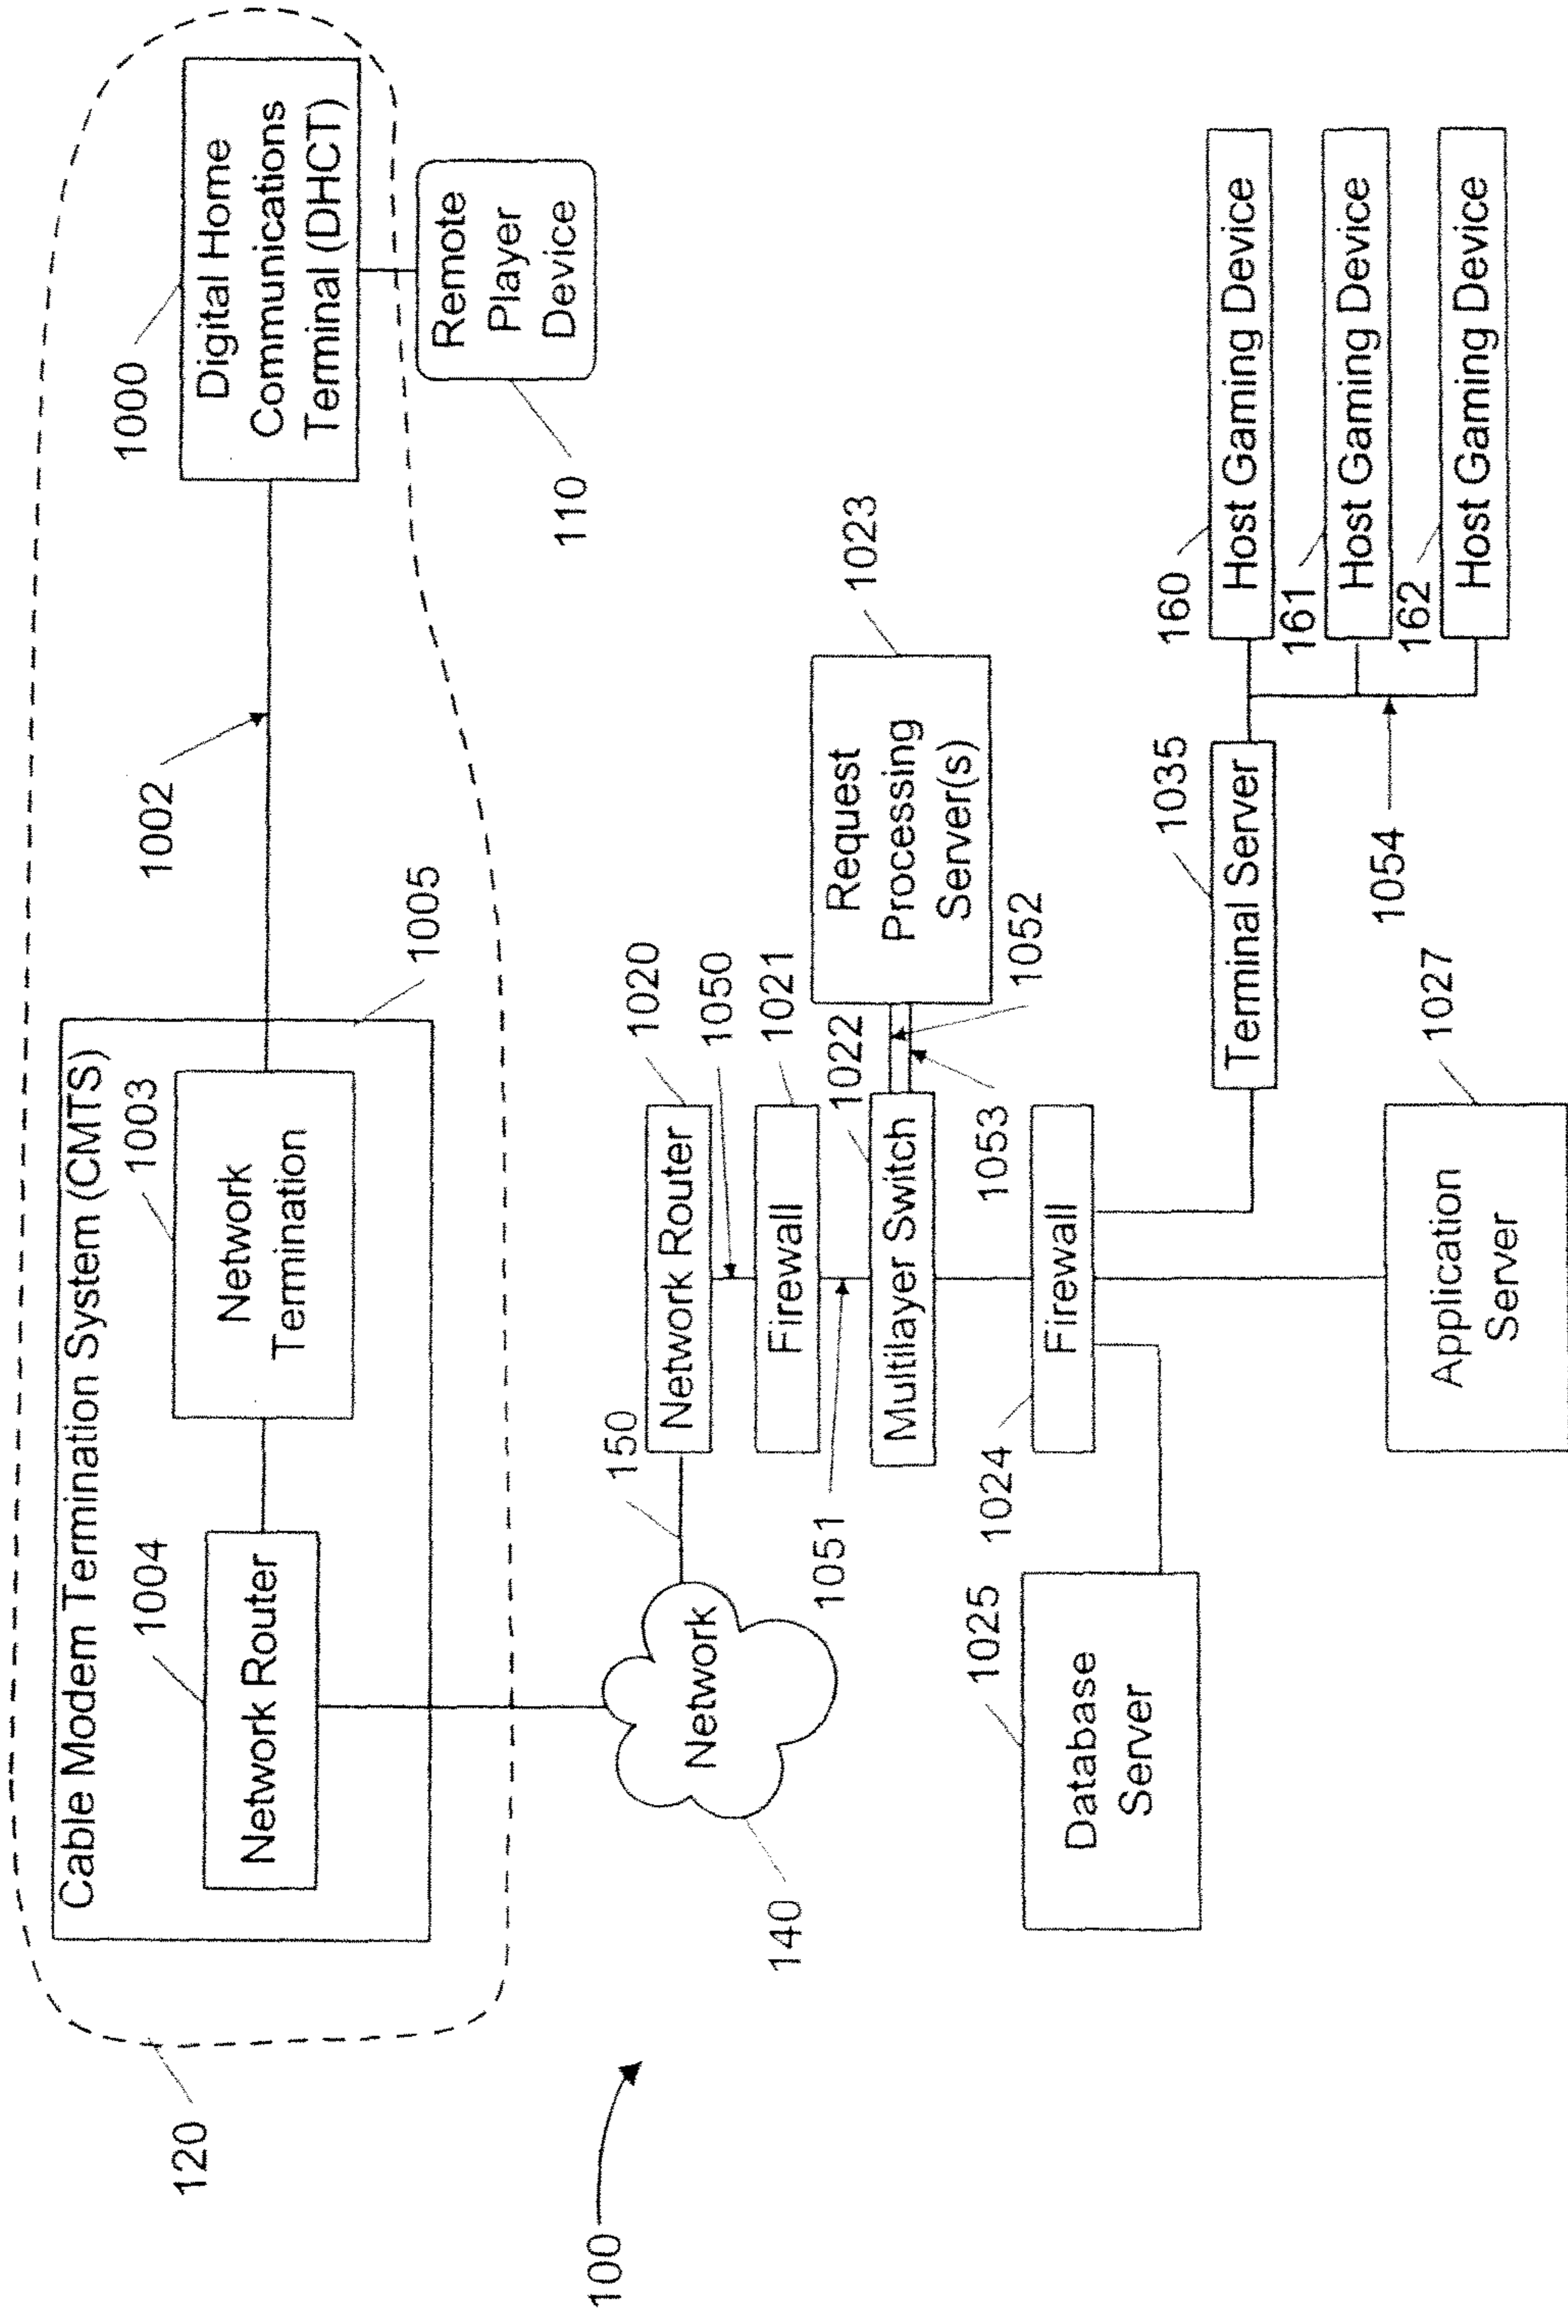 120
Cable Modem Termination System (CMTS)
1004
Network Router
1003
Network
Termination
1005
1002
1000
Digital Home
Communications
Terminal (DHCT)
110
Remote
Player
Device
100
140
Network
150
Network Router
1020
1050
Firewall
1021
1051
Multilayer Switch
1022
1053
1052
Request
Processing
Server(s)
1023
1024
Firewall
1025
Database
Server
Application
Server
1027
Terminal Server
1035
1054
160
Host Gaming Device
161
Host Gaming Device
162
Host Gaming Device